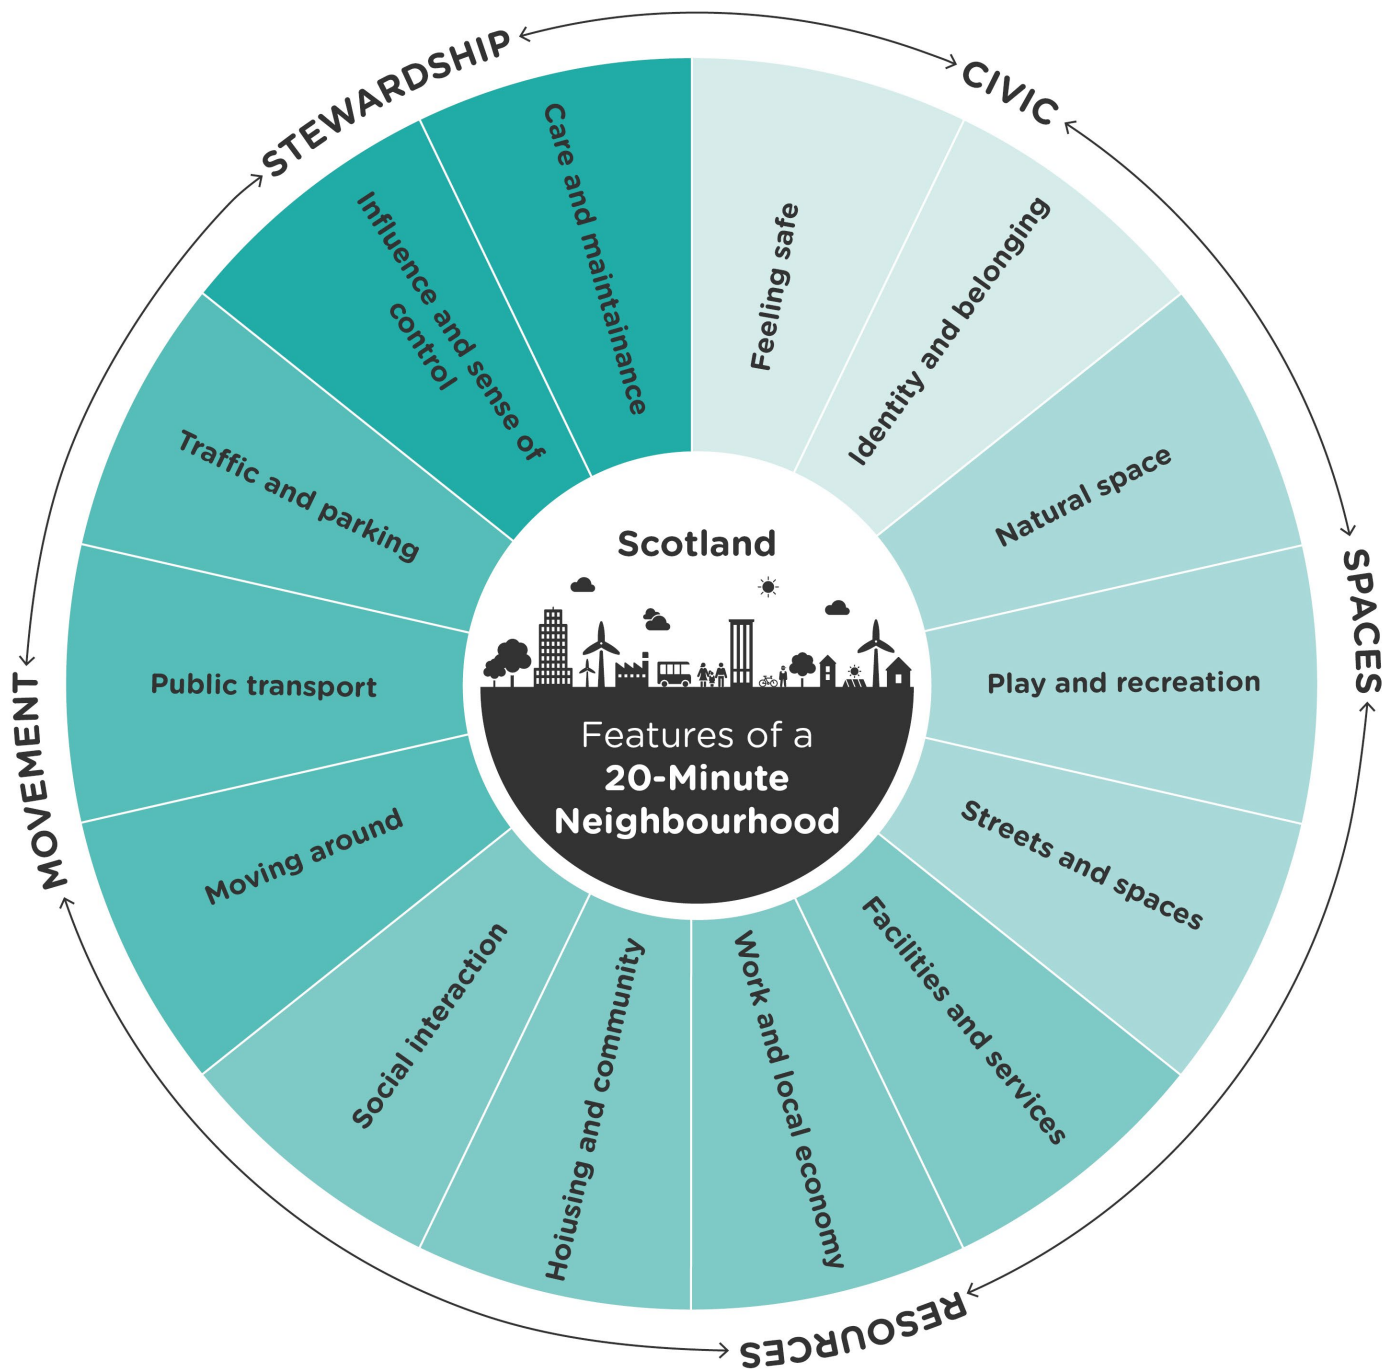 STEWARDSHIP
CIVIC
SPACES
RESOURCES
MOVEMENT
Care and maintainance
Feeling safe
Identity and belonging
Natural space
Play and recreation
Streets and spaces
Facilities and services
Work and local economy
Hoiusing and community
Social interaction
Moving around
Public transport
Traffic and parking
Influence and sense of
control
Scotland
Features of a
20-Minute
Neighbourhood